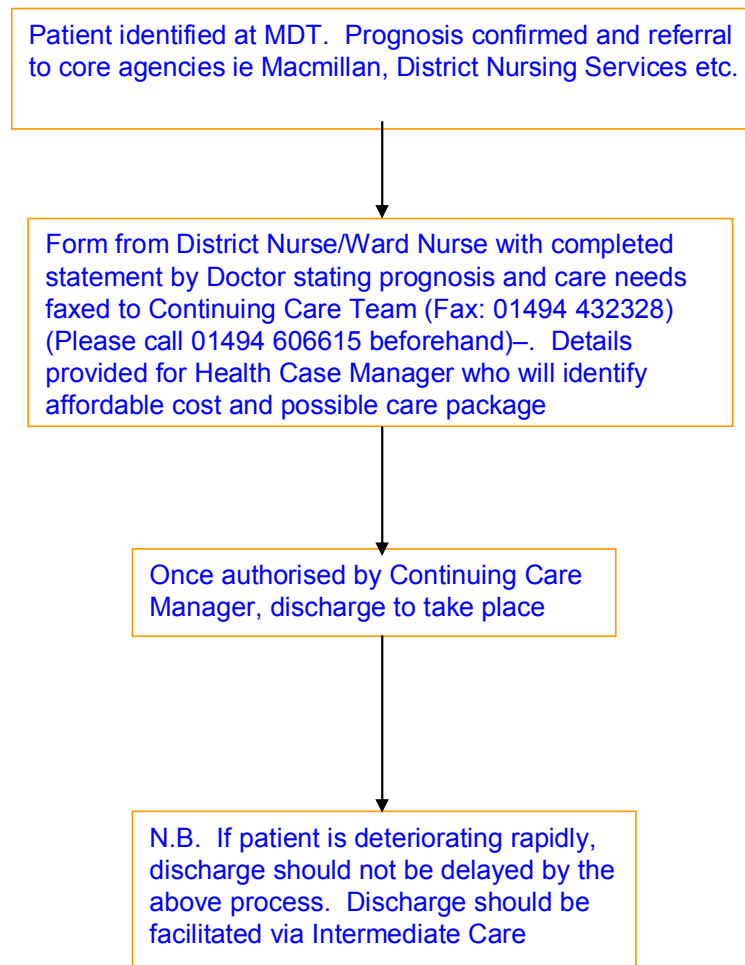 Patient identified at MDT.  Prognosis confirmed and referral
to core agencies ie Macmillan, District Nursing Services etc.
Form from District Nurse/Ward Nurse with completed
statement by Doctor stating prognosis and care needs
faxed to Continuing Care Team (Fax: 01494 432328)
(Please call 01494 606615 beforehand)–.  Details
provided for Health Case Manager who will identify
affordable cost and possible care package
Once authorised by Continuing Care
Manager, discharge to take place
N.B.  If patient is deteriorating rapidly,
discharge should not be delayed by the
above process.  Discharge should be
facilitated via Intermediate Care